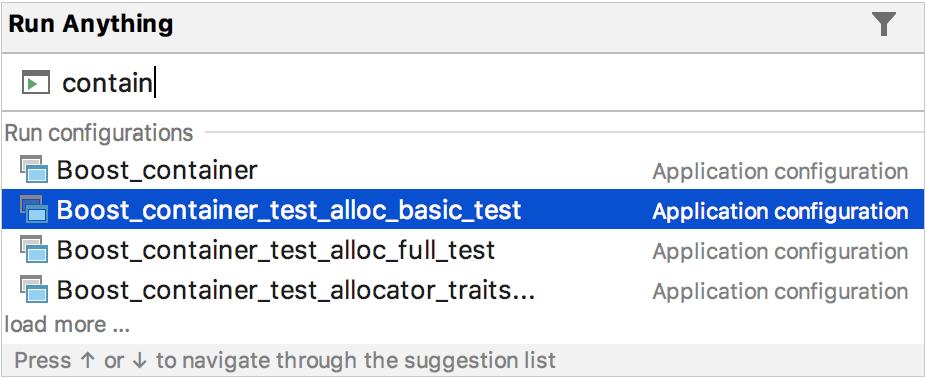 Run Anything
contain
Run configurations
Boost_container Application configuration
Boost_container_test_alloc_basic_test Application configuration
Boost_container_test_alloc_full_test Application configuration
Boost_container_test_allocator_traits... Application configuration
load more ...
Press ↑ or ↓ to navigate through the suggestion list